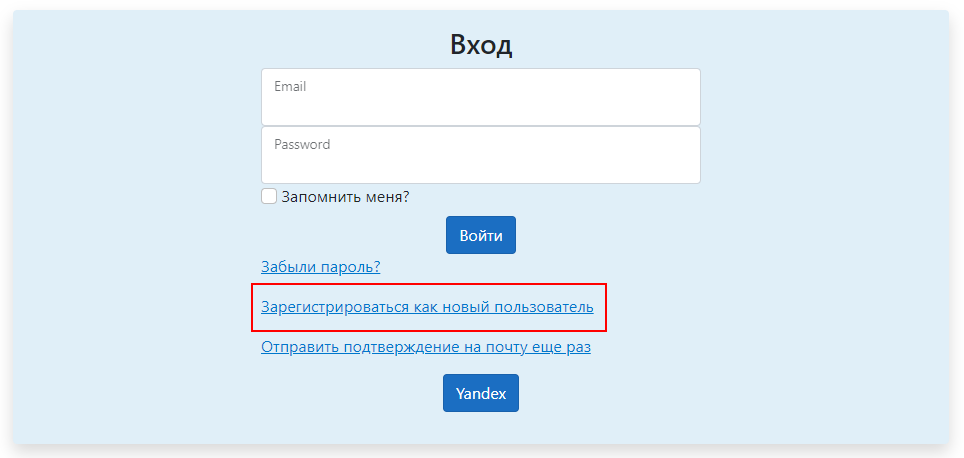 Вход
Email
Password
Запомнить меня?
Войти
Забыли пароль?
Зарегистрироваться как новый пользователь
Отправить подтверждение на почту еще раз
Yandex